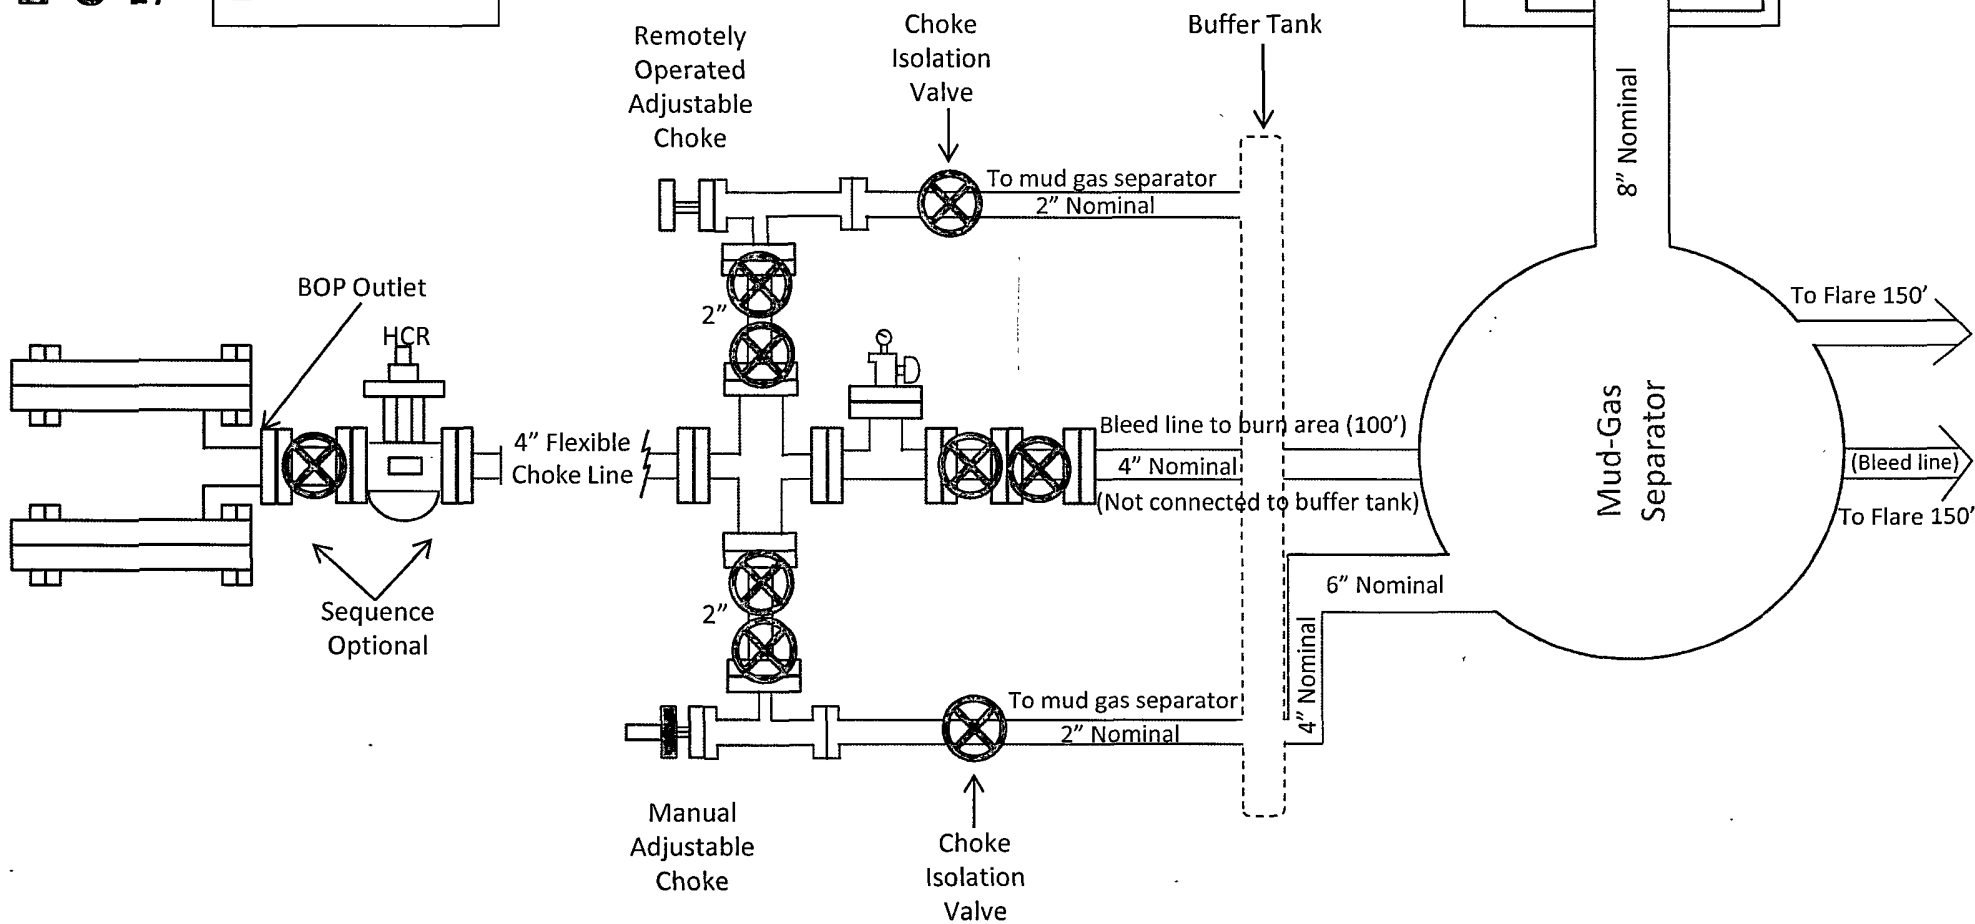 Remotely
Operated
Adjustable
Choke
Choke
Isolation
Valve
Buffer Tank
8” Nominal
To mud gas separator
2” Nominal
BOP Outlet
HCR
2”
To Flare 150’
4” Flexible
Choke Line
Bleed line to burn area (100’)
4” Nominal
(Not connected to buffer tank)
Mud-Gas
Separator
(Bleed line)
To Flare 150’
Sequence
Optional
2”
6” Nominal
4” Nominal
To mud gas separator
2” Nominal
Manual
Adjustable
Choke
Choke
Isolation
Valve